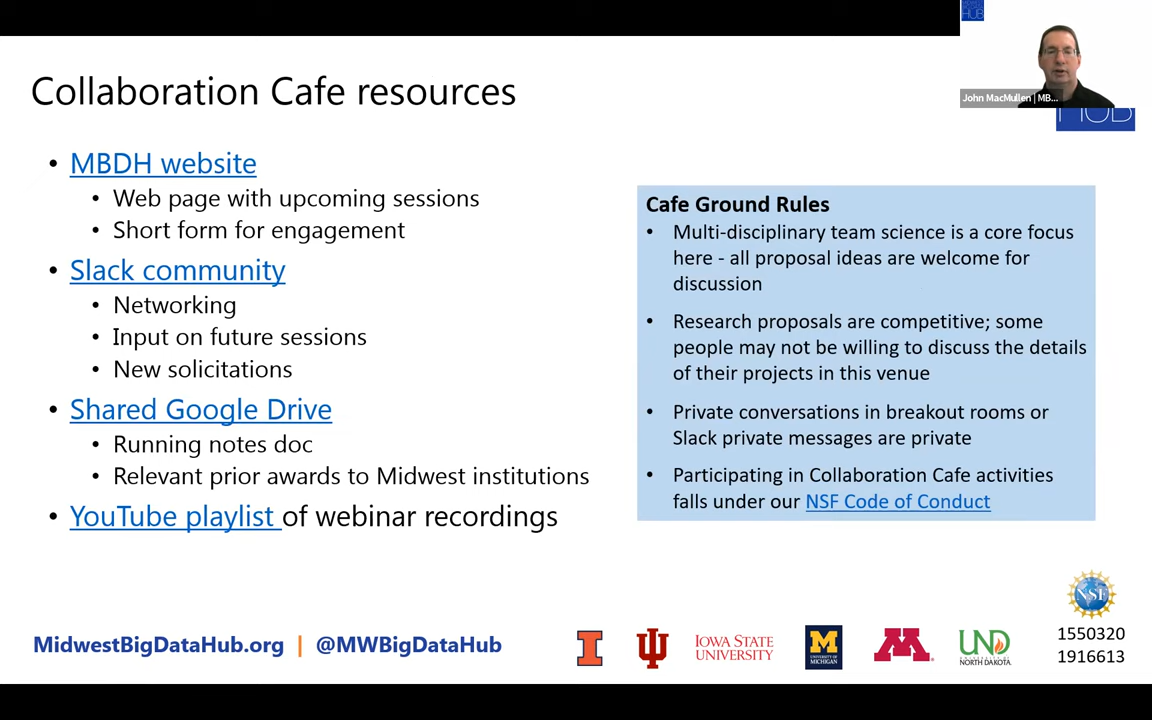 HUB
John MacMullen | MB...
HUB
Collaboration Cafe resources
• MBDH website
• Web page with upcoming sessions
• Short form for engagement
• Slack community
• Networking
• Input on future sessions
• New solicitations
• Shared Google Drive
• Running notes doc
• Relevant prior awards to Midwest institutions
• YouTube playlist of webinar recordings
Cafe Ground Rules
• Multi-disciplinary team science is a core focus
here - all proposal ideas are welcome for
discussion
• Research proposals are competitive; some
people may not be willing to discuss the details
of their projects in this venue
• Private conversations in breakout rooms or
Slack private messages are private
• Participating in Collaboration Cafe activities
falls under our NSF Code of Conduct
MidwestBigDataHub.org | @MWBigDataHub
IOWA STATE
UNIVERSITY
M
UNIVERSITY OF
MICHIGAN
M
UND
NORTH DAKOTA
NSF
1550320
1916613